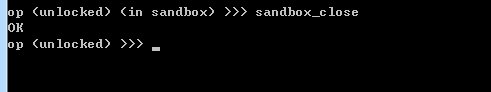 op (unlocked) (in sandbox) >>> sandbox_close
OK
op (unlocked) >>> _